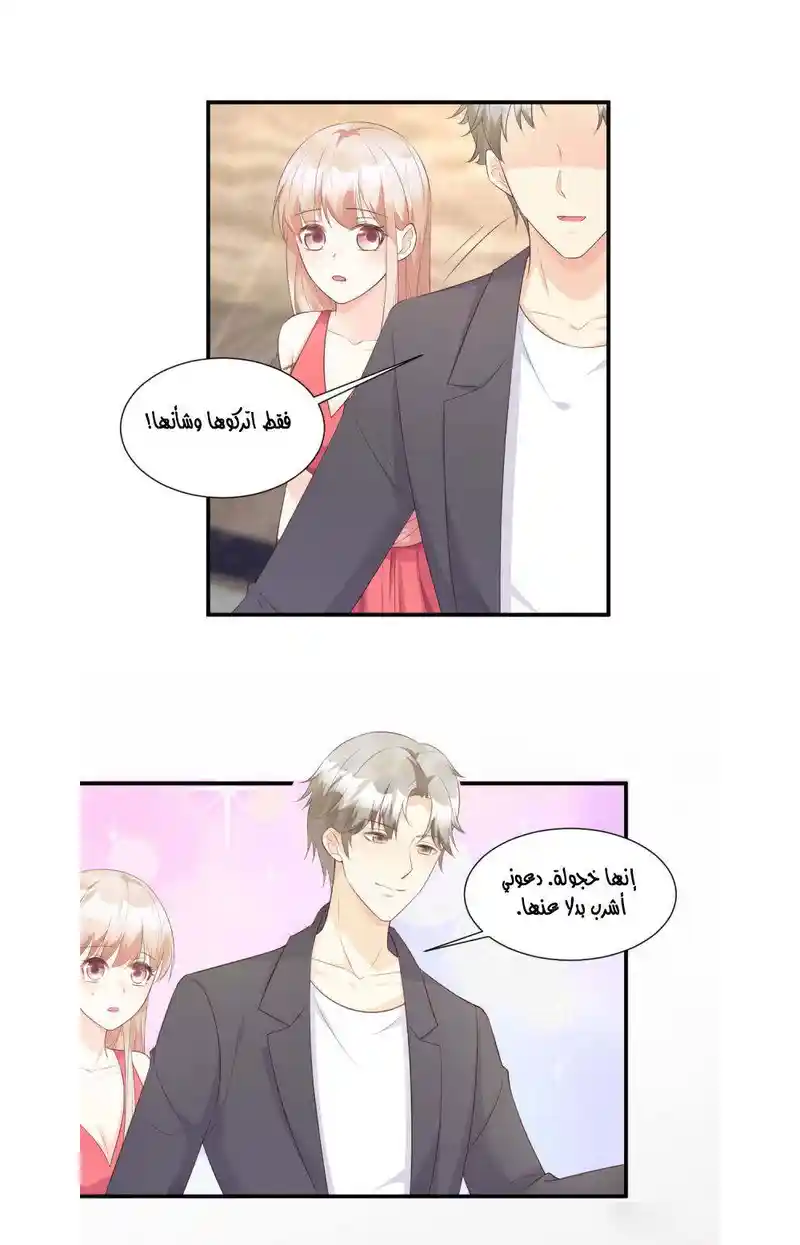 فقط اتركوها وشأنها!
إنها خجولة. دعوني
أشرب بدلا عنها.